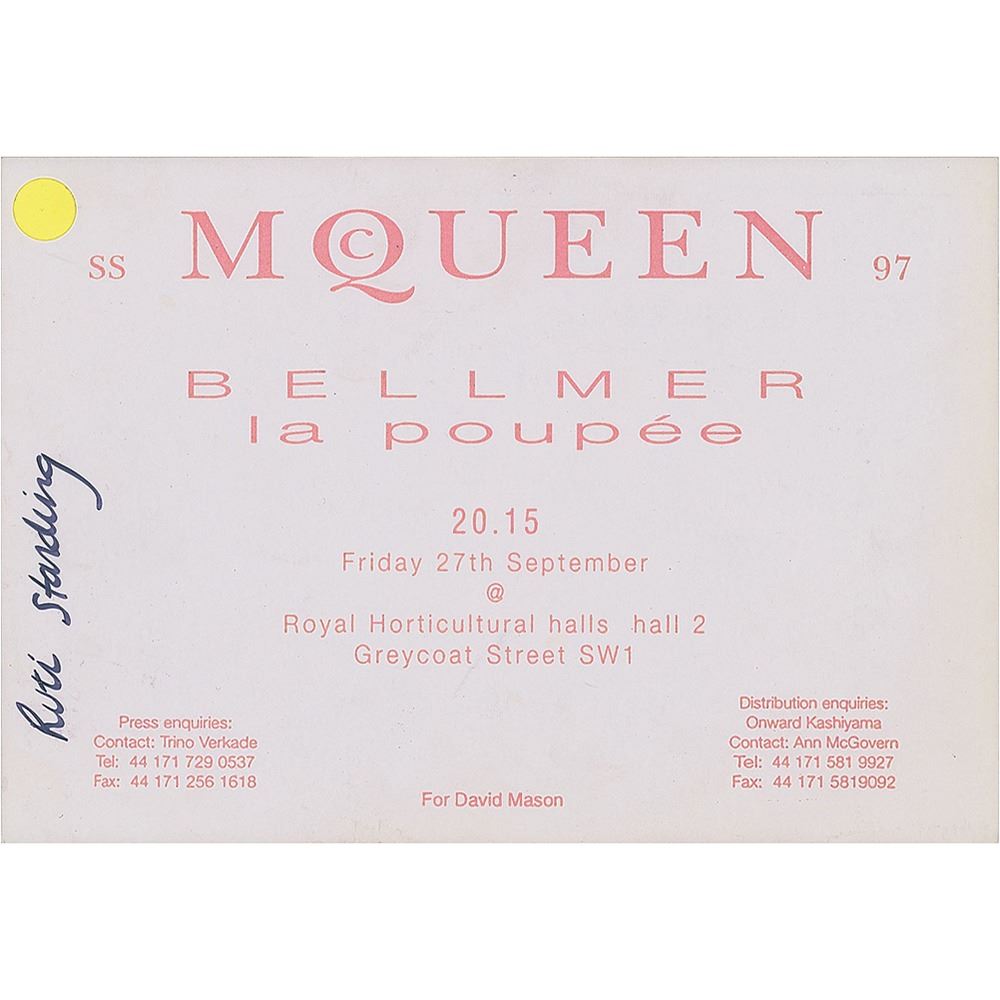 SS McQUEEN 97
BELLMER
la poupée
20.15
Friday 27th September
@
Royal Horticultural halls hall 2
Greycoat Street SW1
Press enquiries:
Contact: Trino Verkade
Tel: 44 171 729 0537
Fax: 44 171 256 1618
Distribution enquiries:
Onward Kashiyama
Contact: Ann McGovern
Tel: 44 171 581 9927
Fax: 44 171 5819092
For David Mason
Standing